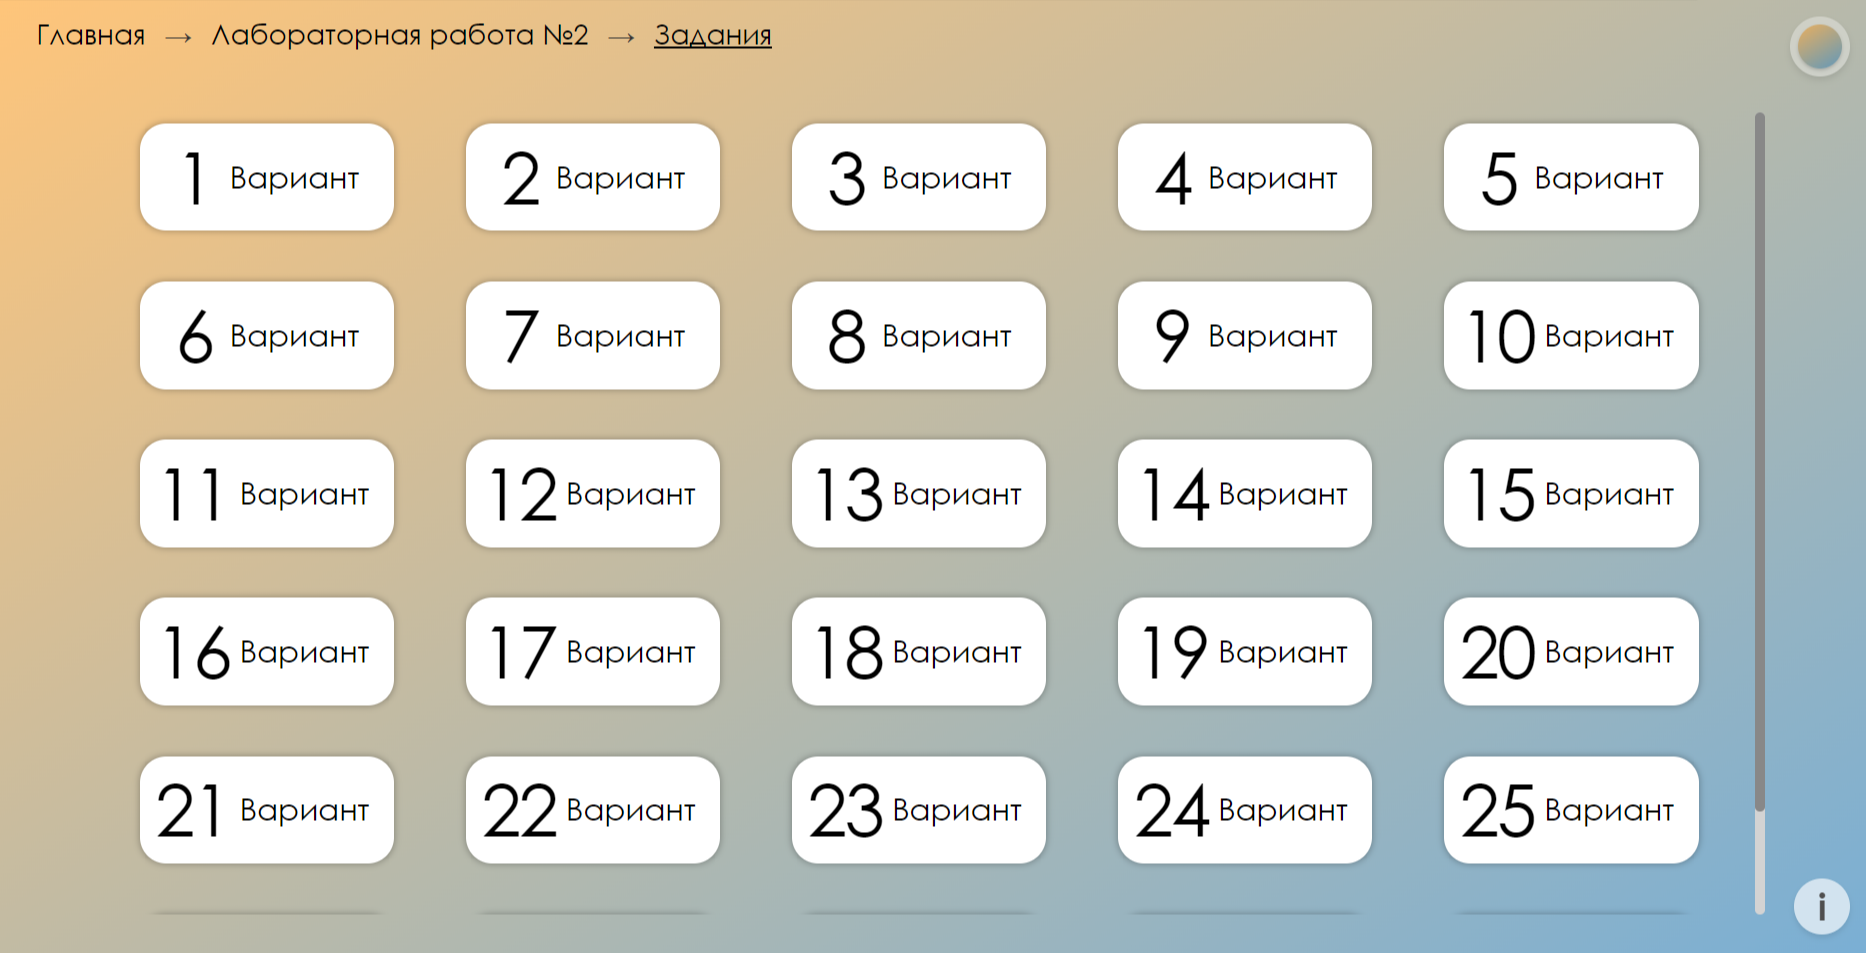 Главная → Лабораторная работа №2 → Задания
1 Вариант 2 Вариант 3 Вариант 4 Вариант 5 Вариант
6 Вариант 7 Вариант 8 Вариант 9 Вариант 10 Вариант
11 Вариант 12 Вариант 13 Вариант 14 Вариант 15 Вариант
16 Вариант 17 Вариант 18 Вариант 19 Вариант 20 Вариант
21 Вариант 22 Вариант 23 Вариант 24 Вариант 25 Вариант
i